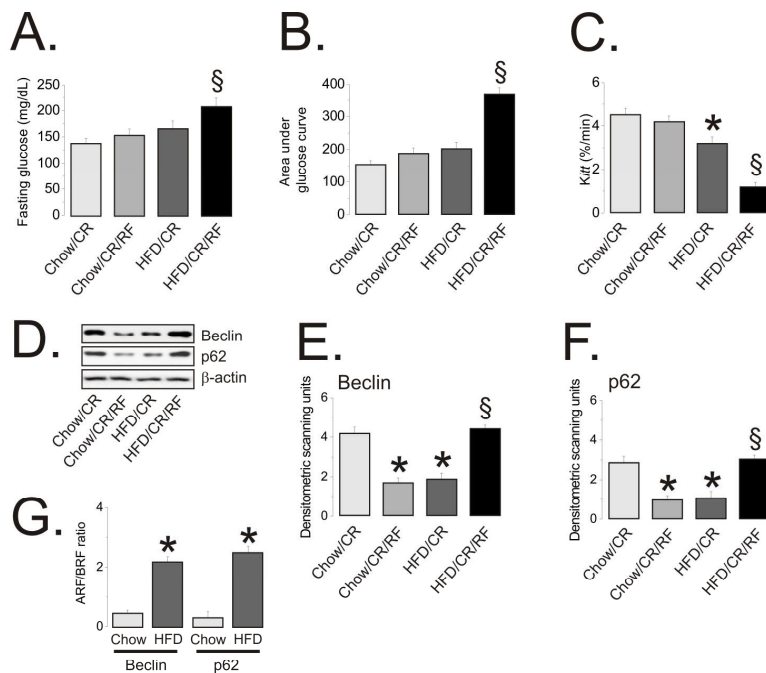 A.
Fasting glucose (mg/dL)
250
200
150
100
50
0
§
Chow/CR
Chow/CR/RF
HFD/CR
HFD/CR/RF
B.
Area under
glucose curve
400
300
200
100
0
§
Chow/CR
Chow/CR/RF
HFD/CR
HFD/CR/RF
C.
Kitt (%/min)
6
4
2
0
*
§
Chow/CR
Chow/CR/RF
HFD/CR
HFD/CR/RF
D.
Beclin
p62
β-actin
Chow/CR
Chow/CR/RF
HFD/CR
HFD/CR/RF
E.
Beclin
Densitometric scanning units
6
4
2
0
*
*
§
Chow/CR
Chow/CR/RF
HFD/CR
HFD/CR/RF
F.
p62
Densitometric scanning units
6
4
2
0
*
*
§
Chow/CR
Chow/CR/RF
HFD/CR
HFD/CR/RF
G.
ARF/BRF ratio
4
2
0
*
*
Chow HFD Chow HFD
Beclin p62